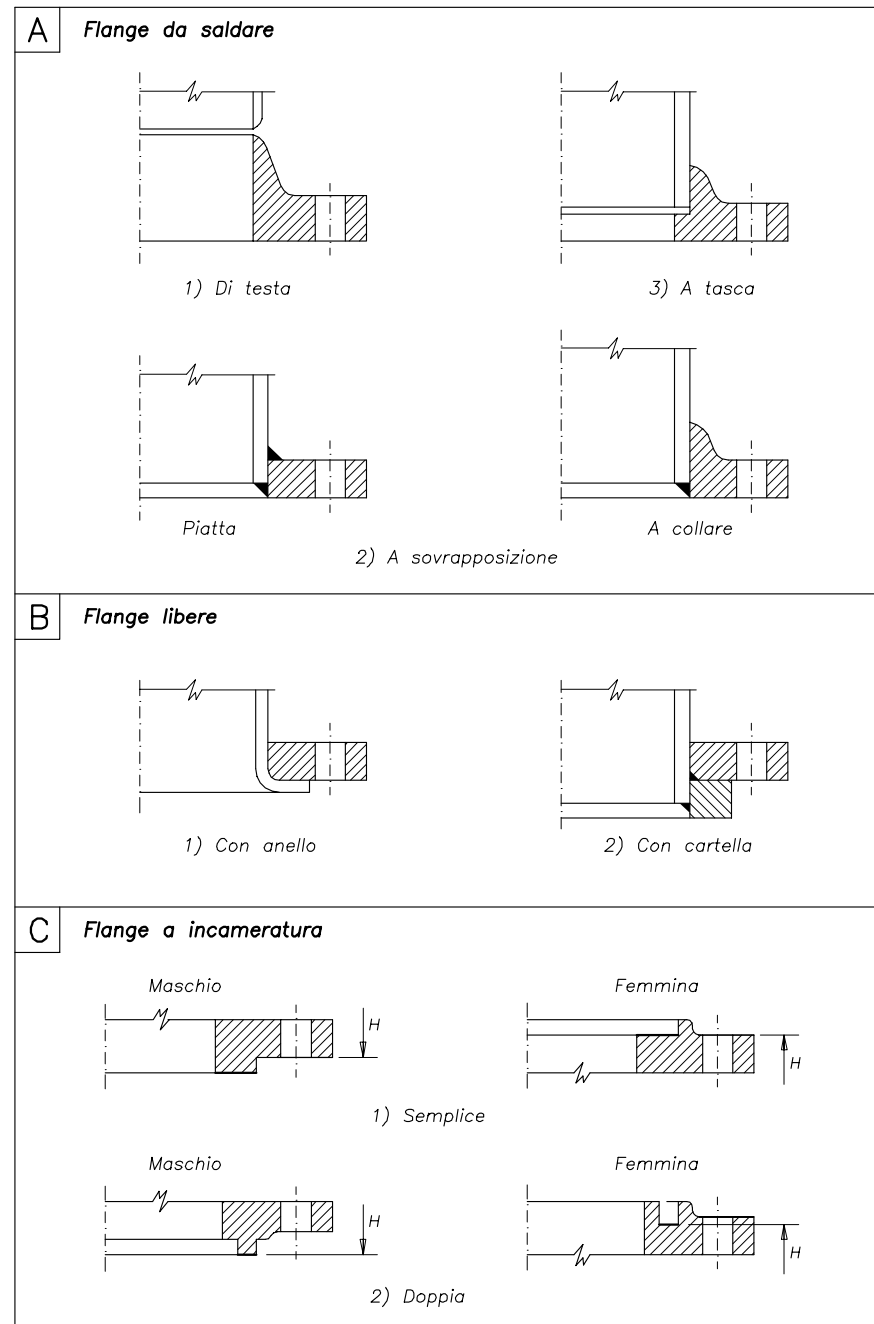 A Flange da saldare
1) Di testa
3) A tasca
Piatta
A collare
2) A sovrapposizione
B Flange libere
1) Con anello
2) Con cartella
C Flange a incameratura
Maschio
Femmina
H
H
1) Semplice
Maschio
Femmina
H
H
2) Doppia